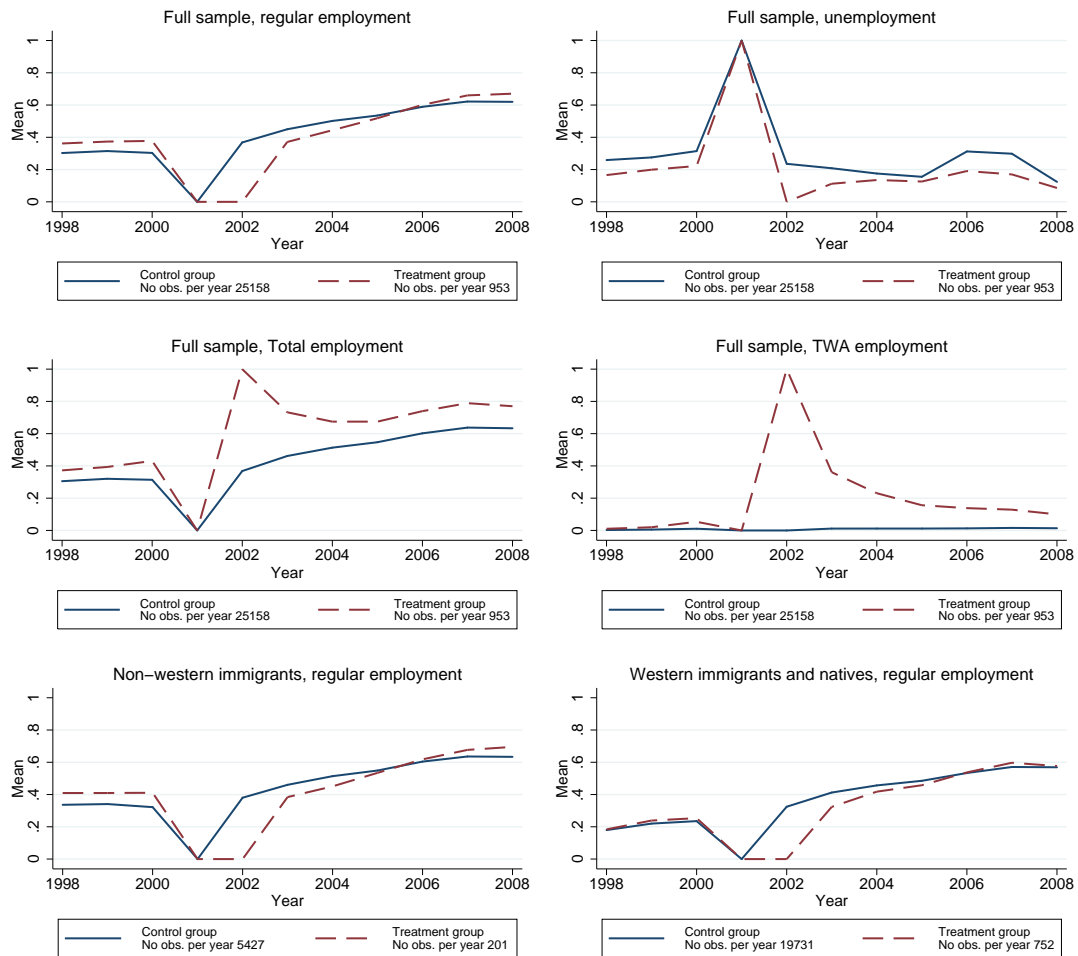 Full sample, regular employment
Mean
0 .2 .4 .6 .8 1
1998 2000 2002 2004 2006 2008
Year
Control group
No obs. per year 25158
Treatment group
No obs. per year 953
Full sample, unemployment
Mean
0 .2 .4 .6 .8 1
1998 2000 2002 2004 2006 2008
Year
Control group
No obs. per year 25158
Treatment group
No obs. per year 953
Full sample, Total employment
Mean
0 .2 .4 .6 .8 1
1998 2000 2002 2004 2006 2008
Year
Control group
No obs. per year 25158
Treatment group
No obs. per year 953
Full sample, TWA employment
Mean
0 .2 .4 .6 .8 1
1998 2000 2002 2004 2006 2008
Year
Control group
No obs. per year 25158
Treatment group
No obs. per year 953
Non−western immigrants, regular employment
Mean
0 .2 .4 .6 .8 1
1998 2000 2002 2004 2006 2008
Year
Control group
No obs. per year 5427
Treatment group
No obs. per year 201
Western immigrants and natives, regular employment
Mean
0 .2 .4 .6 .8 1
1998 2000 2002 2004 2006 2008
Year
Control group
No obs. per year 19731
Treatment group
No obs. per year 752